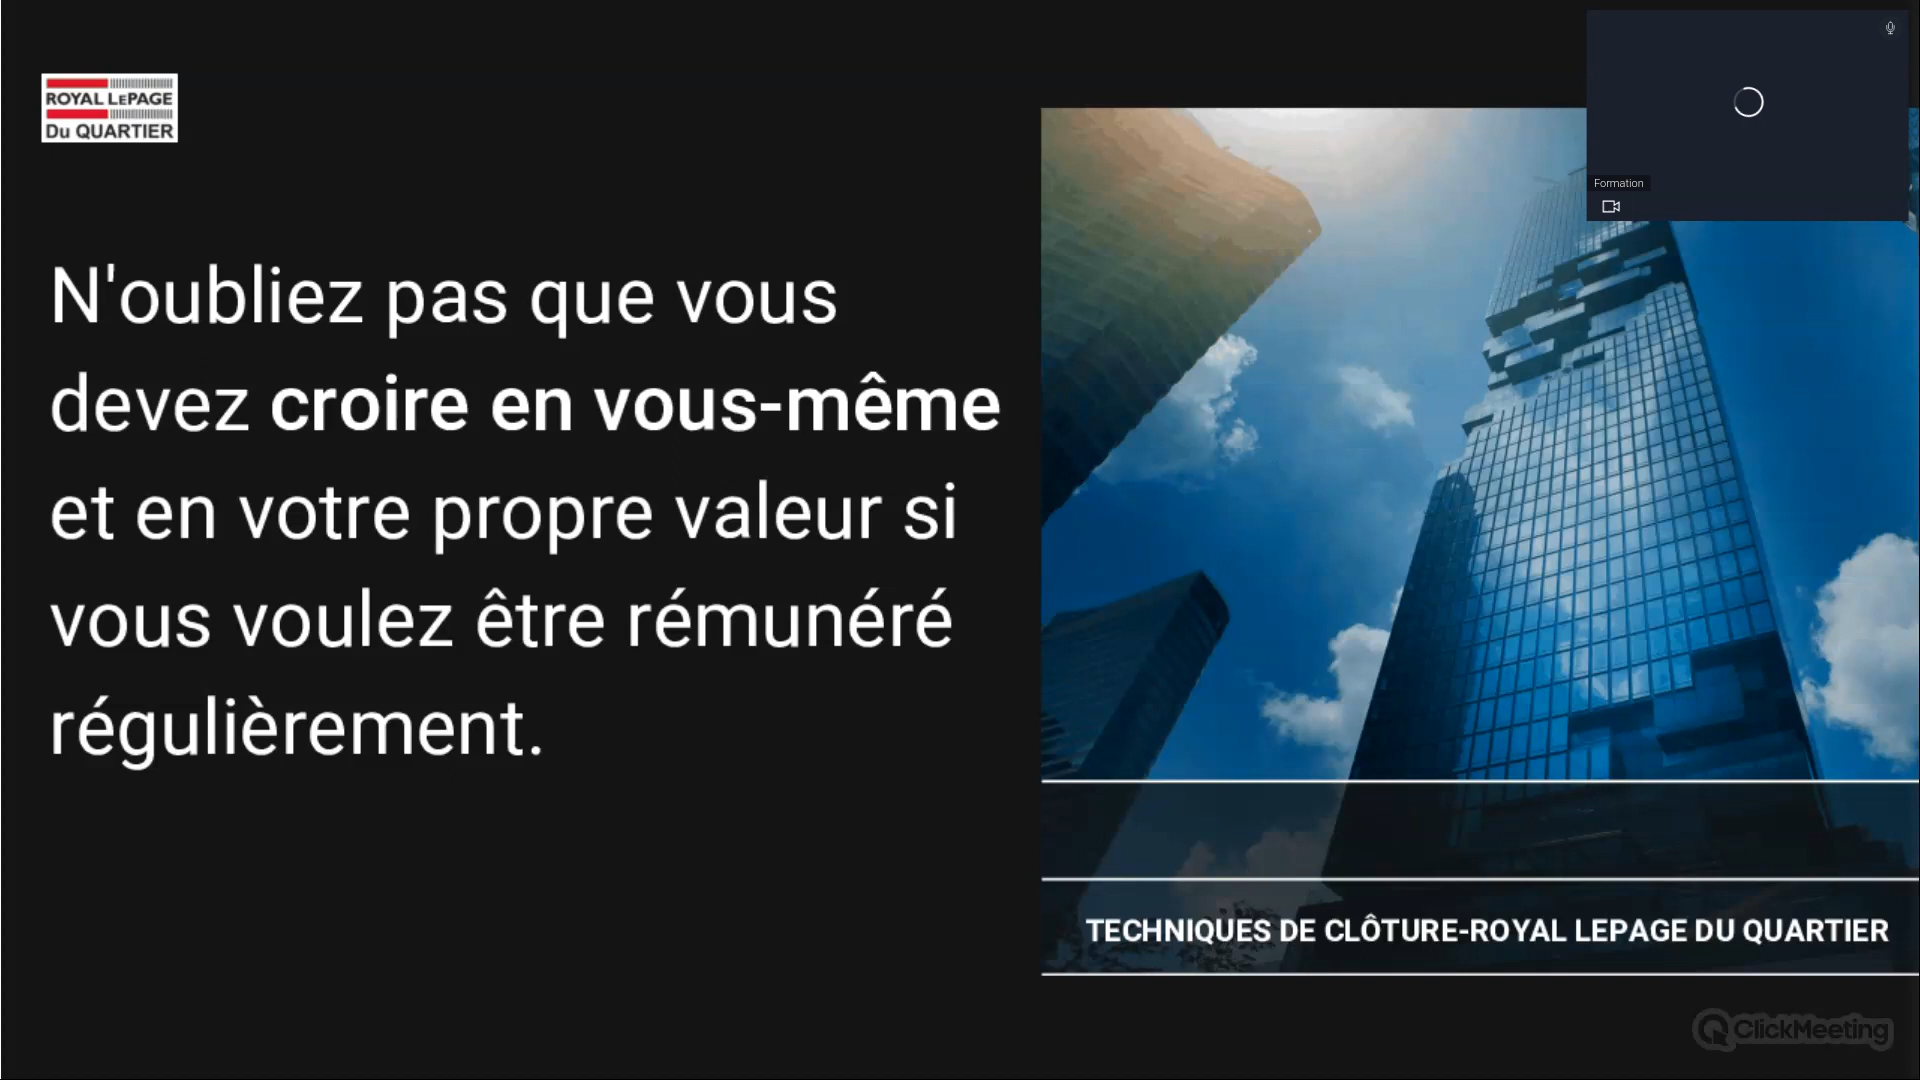 ROYAL LEPAGE
Du QUARTIER
Formation
N'oubliez pas que vous
devez croire en vous-même
et en votre propre valeur si
vous voulez être rémunéré
régulièrement.
TECHNIQUES DE CLÔTURE-ROYAL LEPAGE DU QUARTIER
ClickMeeting